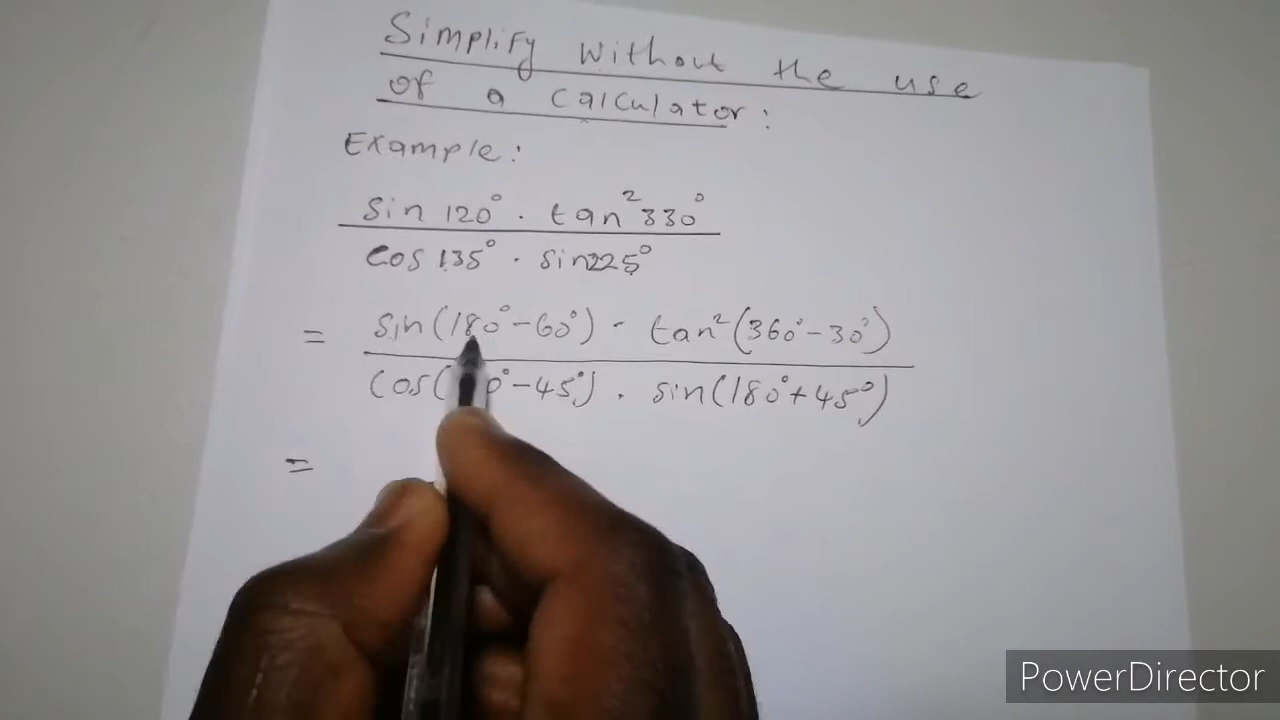 Simplify without the use
of a calculator:
Example:
sin 120° · tan² 330°
cos 135° · sin 225°
= sin(180° - 60°) · tan²(360° - 30°)
cos( 0° - 45°) · sin(180° + 45°)
=
PowerDirector